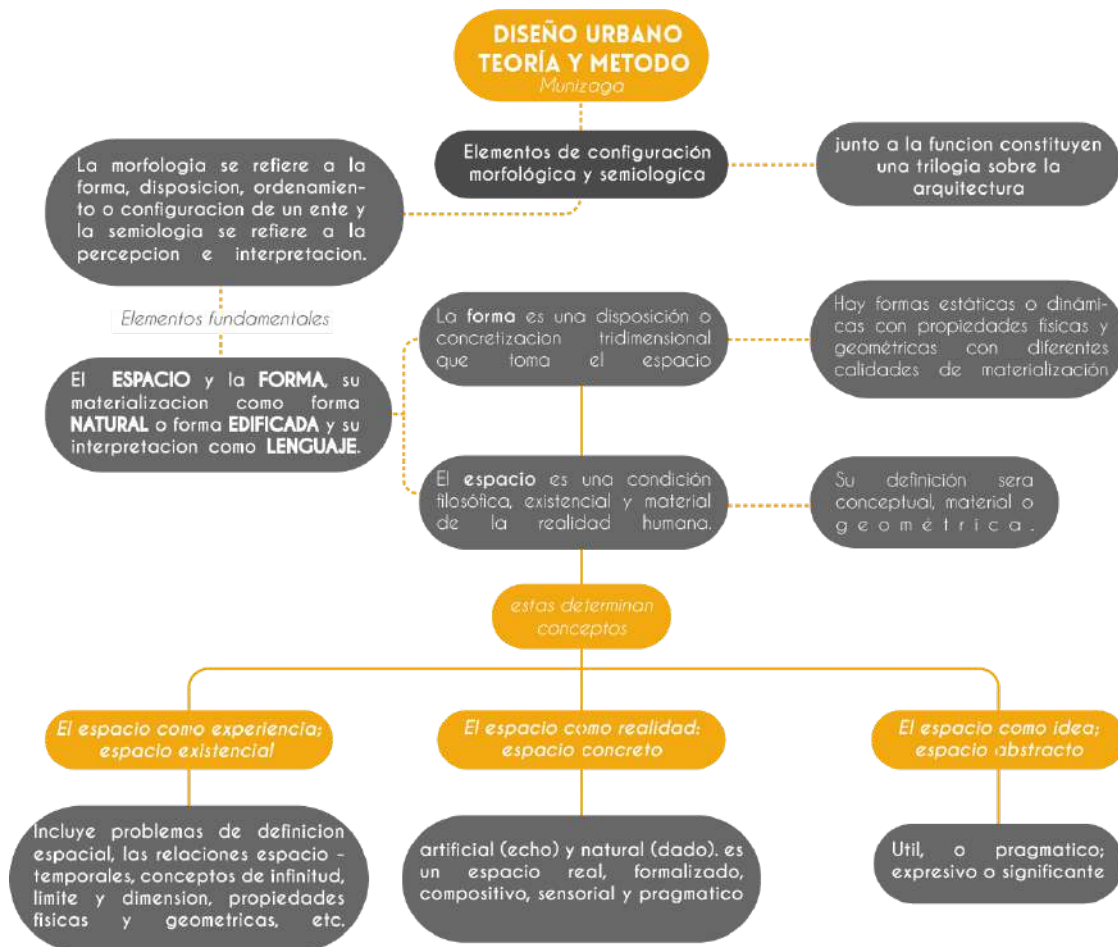 DISEÑO URBANO
TEORÍA Y METODO
Munizaga
Elementos de configuración
morfológica y semiologíca
junto a la funcion constituyen
una trilogia sobre la
arquitectura
La morfologia se refiere a la
forma, disposicion, ordenamien-
to o configuracion de un ente y
la semiologia se refiere a la
percepcion e interpretacion.
Elementos fundamentales
El ESPACIO y la FORMA, su
materializacion como forma
NATURAL o forma EDIFICADA y su
interpretacion como LENGUAJE.
La forma es una disposición o
concretización tridimensional
que toma el espacio
Hay formas estáticas o dinámi-
cas con propiedades físicas y
geométricas con diferentes
calidades de materialización
El espacio es una condición
filosófica, existencial y material
de la realidad humana.
Su definición sera
conceptual, material o
geométrica.
estas determinan
conceptos
El espacio como experiencia;
espacio existencial
El espacio como realidad:
espacio concreto
El espacio como idea;
espacio abstracto
Incluye problemas de definicion
espacial, las relaciones espacio -
temporales, conceptos de infinitud,
limite y dimension, propiedades
fisicas y geometricas, etc.
artificial (echo) y natural (dado). es
un espacio real, formalizado,
compositivo, sensorial y pragmatico
Util, o pragmatico;
expresivo o significante